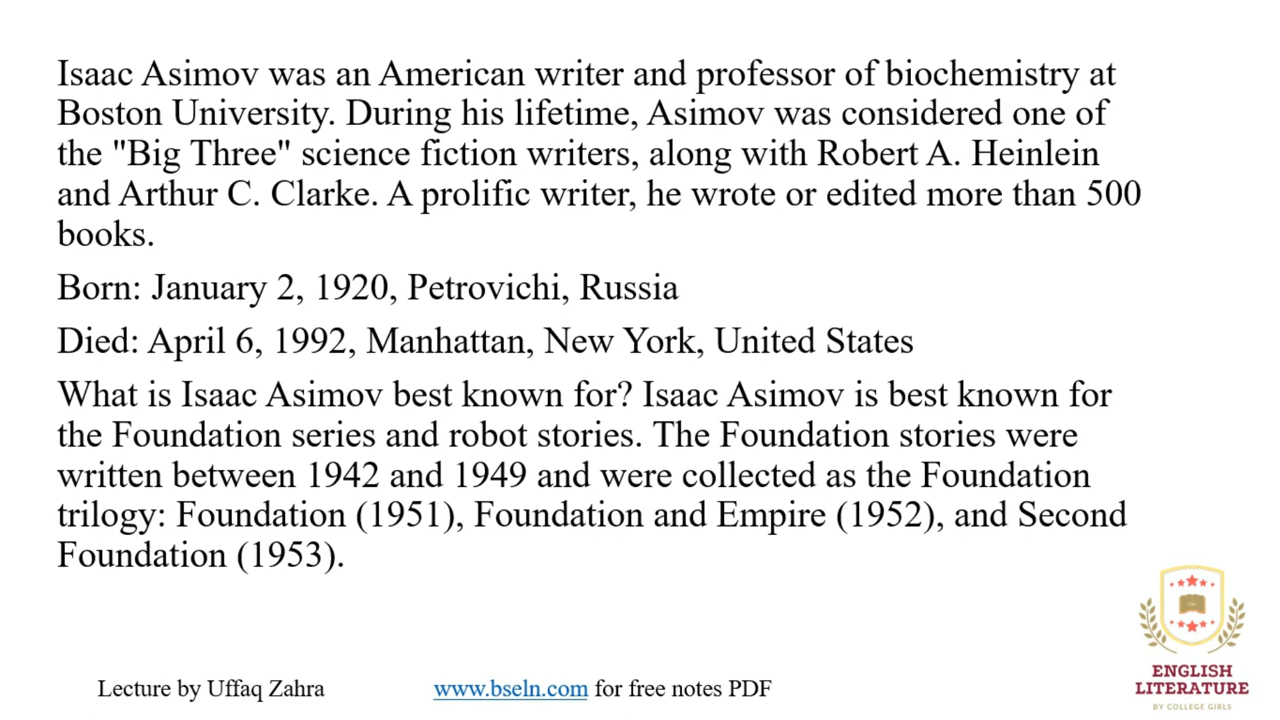 Isaac Asimov was an American writer and professor of biochemistry at
Boston University. During his lifetime, Asimov was considered one of
the "Big Three" science fiction writers, along with Robert A. Heinlein
and Arthur C. Clarke. A prolific writer, he wrote or edited more than 500
books.
Born: January 2, 1920, Petrovichi, Russia
Died: April 6, 1992, Manhattan, New York, United States
What is Isaac Asimov best known for? Isaac Asimov is best known for
the Foundation series and robot stories. The Foundation stories were
written between 1942 and 1949 and were collected as the Foundation
trilogy: Foundation (1951), Foundation and Empire (1952), and Second
Foundation (1953).
Lecture by Uffaq Zahra
www.bseln.com for free notes PDF
ENGLISH
LITERATURE
BY COLLEGE GIRLS